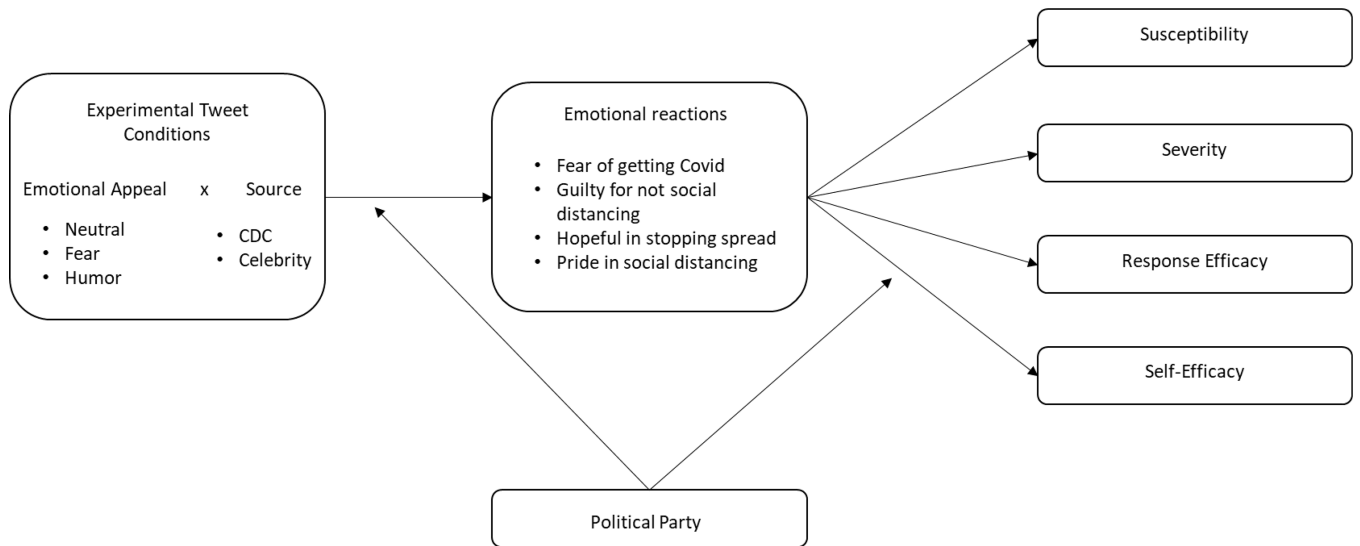 Experimental Tweet
Conditions
Emotional Appeal x Source
• Neutral
• Fear
• Humor
• CDC
• Celebrity
Emotional reactions
• Fear of getting Covid
• Guilty for not social
distancing
• Hopeful in stopping spread
• Pride in social distancing
Susceptibility
Severity
Response Efficacy
Self-Efficacy
Political Party